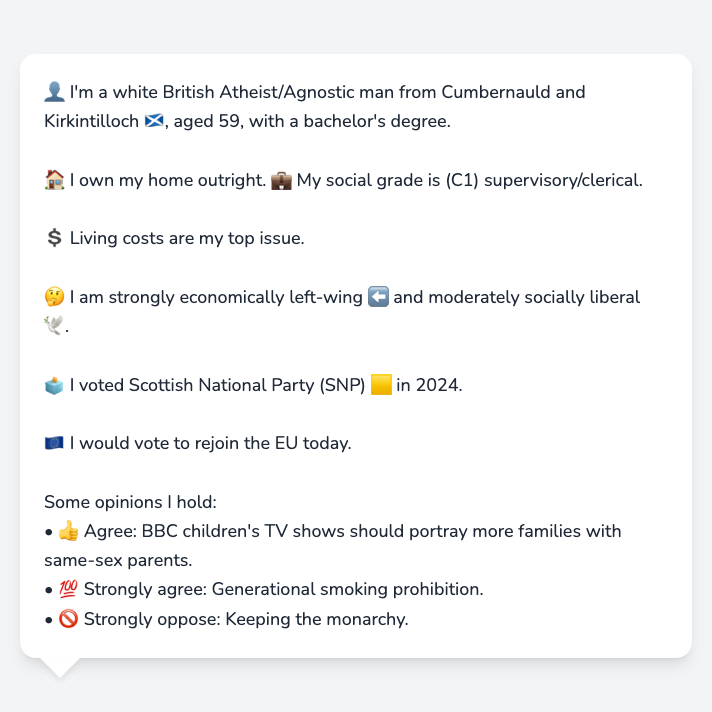 👤 I'm a white British Atheist/Agnostic man from Cumbernauld and
Kirkintilloch 🏴󠁧󠁢󠁳󠁣󠁴󠁿, aged 59, with a bachelor's degree.
🏠 I own my home outright. 💼 My social grade is (C1) supervisory/clerical.
💲 Living costs are my top issue.
🤔 I am strongly economically left-wing ⬅️ and moderately socially liberal
🕊️.
🗳️ I voted Scottish National Party (SNP) 🟨 in 2024.
🇪🇺 I would vote to rejoin the EU today.
Some opinions I hold:
• 👍 Agree: BBC children's TV shows should portray more families with
same-sex parents.
• 💯 Strongly agree: Generational smoking prohibition.
• 🚫 Strongly oppose: Keeping the monarchy.